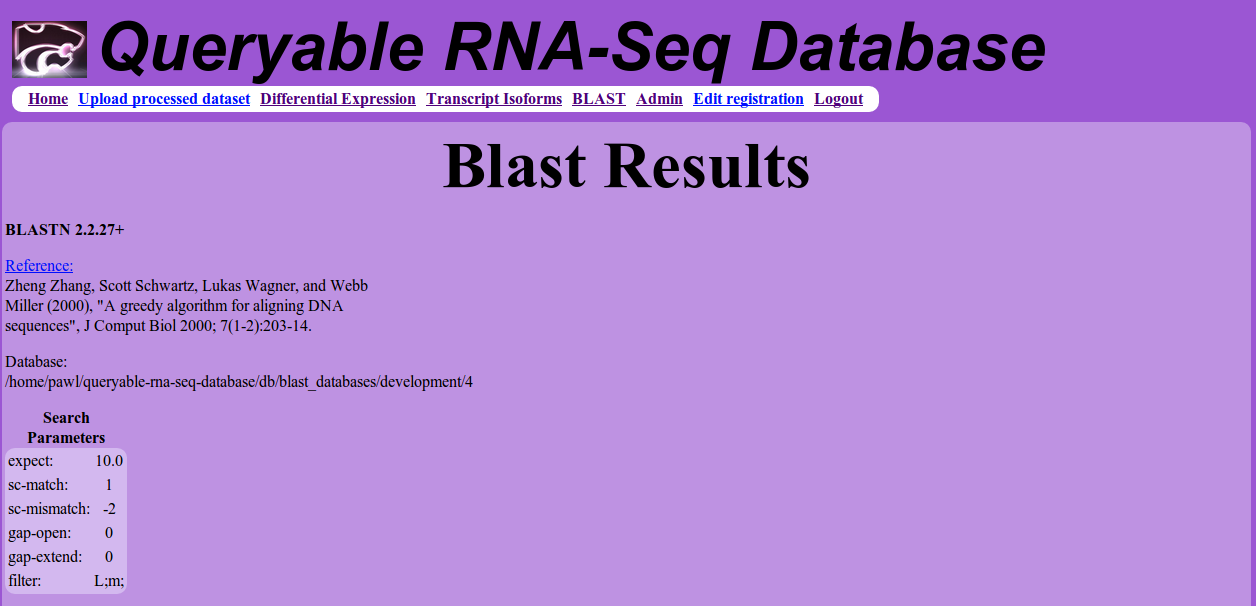 Queryable RNA-Seq Database
Home Upload processed dataset Differential Expression Transcript Isoforms BLAST Admin Edit registration Logout
Blast Results
BLASTN 2.2.27+
Reference:
Zheng Zhang, Scott Schwartz, Lukas Wagner, and Webb
Miller (2000), "A greedy algorithm for aligning DNA
sequences", J Comput Biol 2000; 7(1-2):203-14.
Database:
/home/pawl/queryable-rna-seq-database/db/blast_databases/development/4
Search
Parameters
expect: 10.0
sc-match: 1
sc-mismatch: -2
gap-open: 0
gap-extend: 0
filter: L;m;